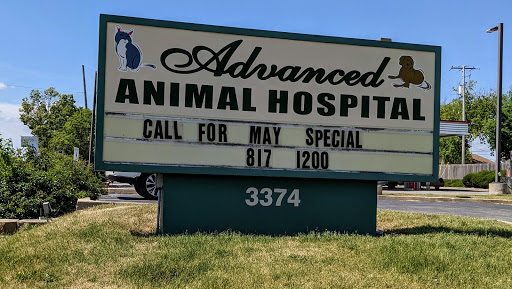 Advanced
ANIMAL HOSPITAL
CALL FOR MAY SPECIAL
817 1200
3374